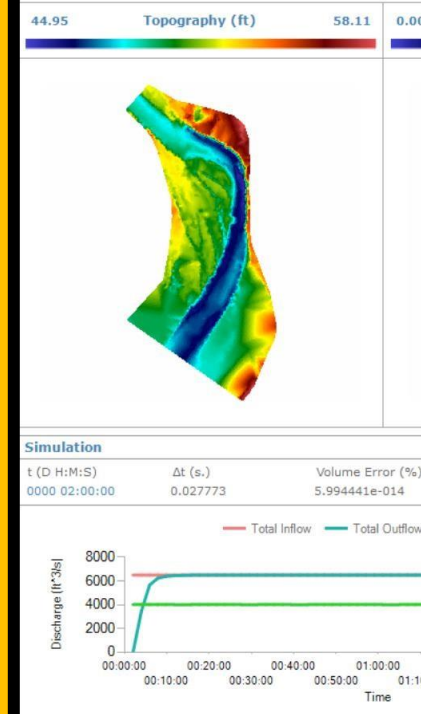 44.95 Topography (ft) 58.11
Simulation
t (D H:M:S) Δt (s.) Volume Error (%)
0000 02:00:00 0.027773 5.994441e-014
Total Inflow Total Outflow
Discharge [ft^3/s]
8000
6000
4000
2000
0
00:00:00 00:20:00 00:40:00 01:00:00
00:10:00 00:30:00 00:50:00
Time